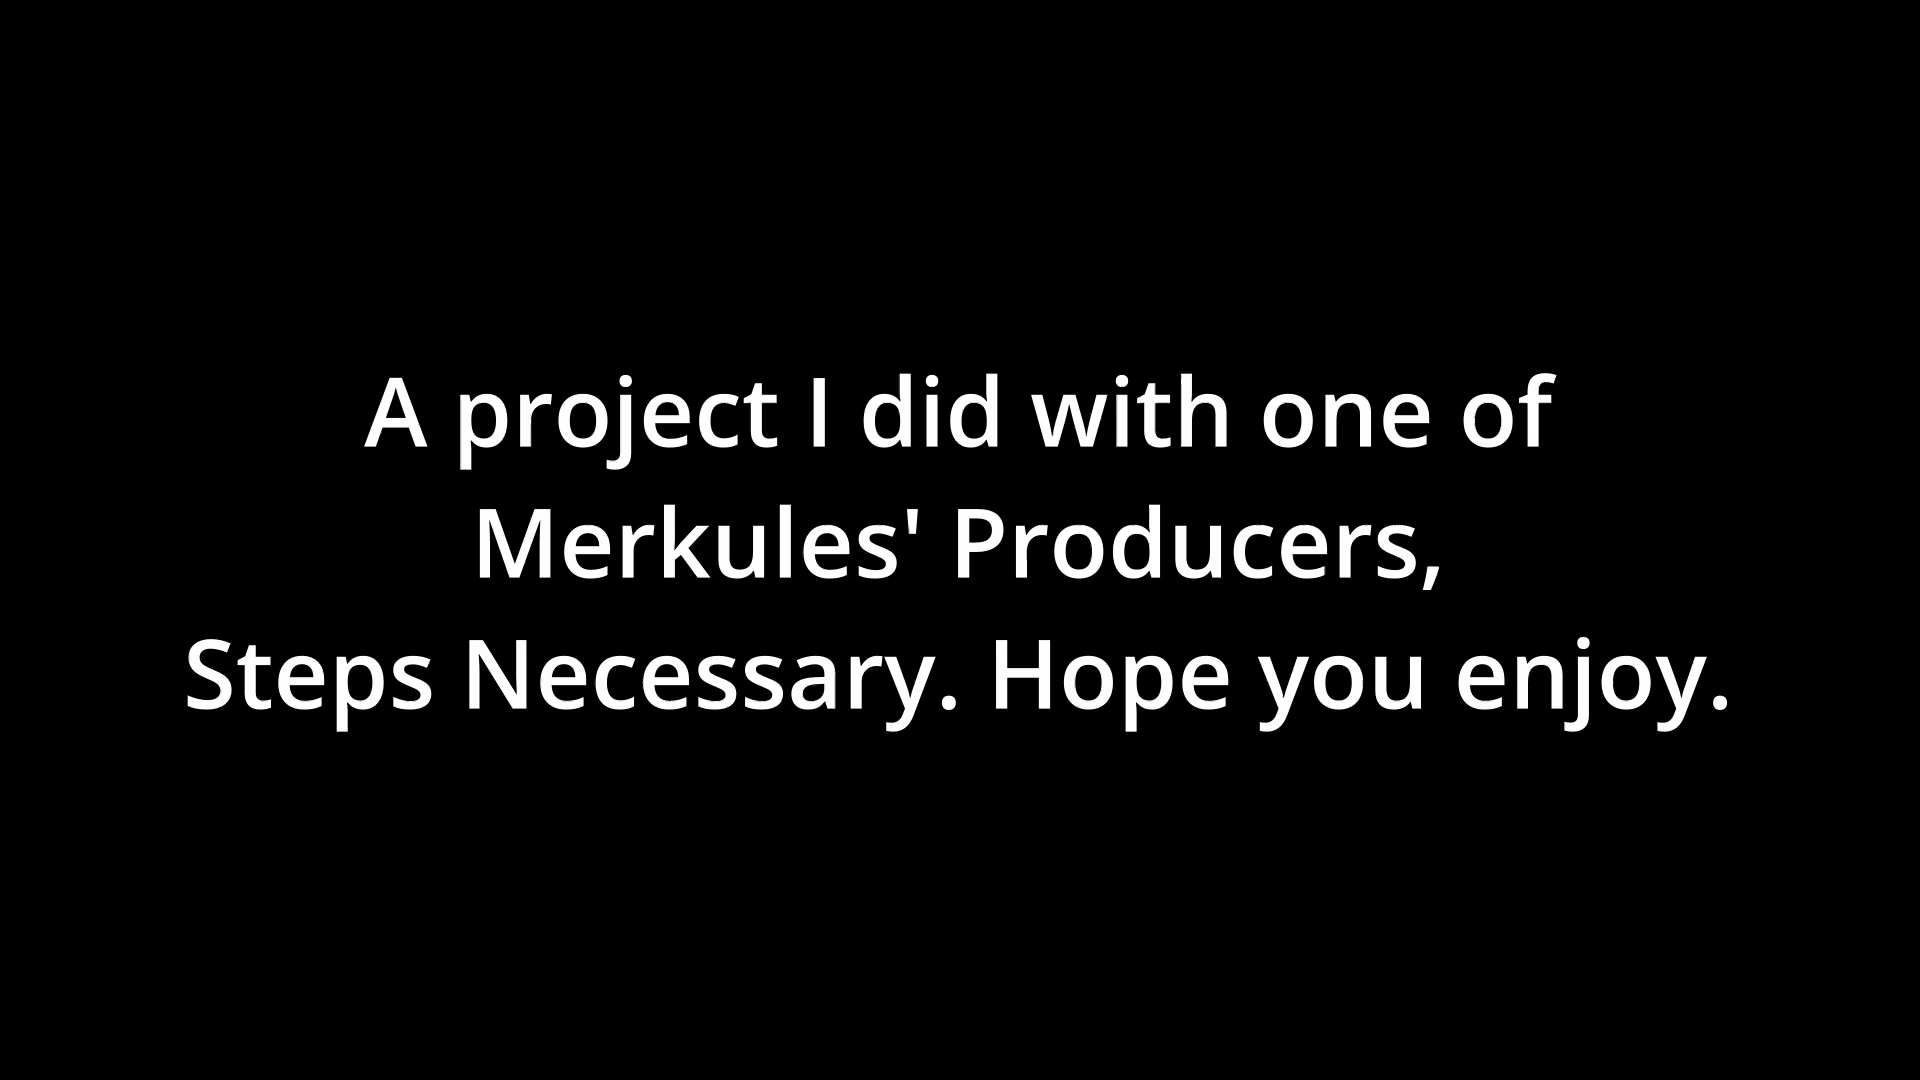 A project I did with one of
Merkules' Producers,
Steps Necessary. Hope you enjoy.